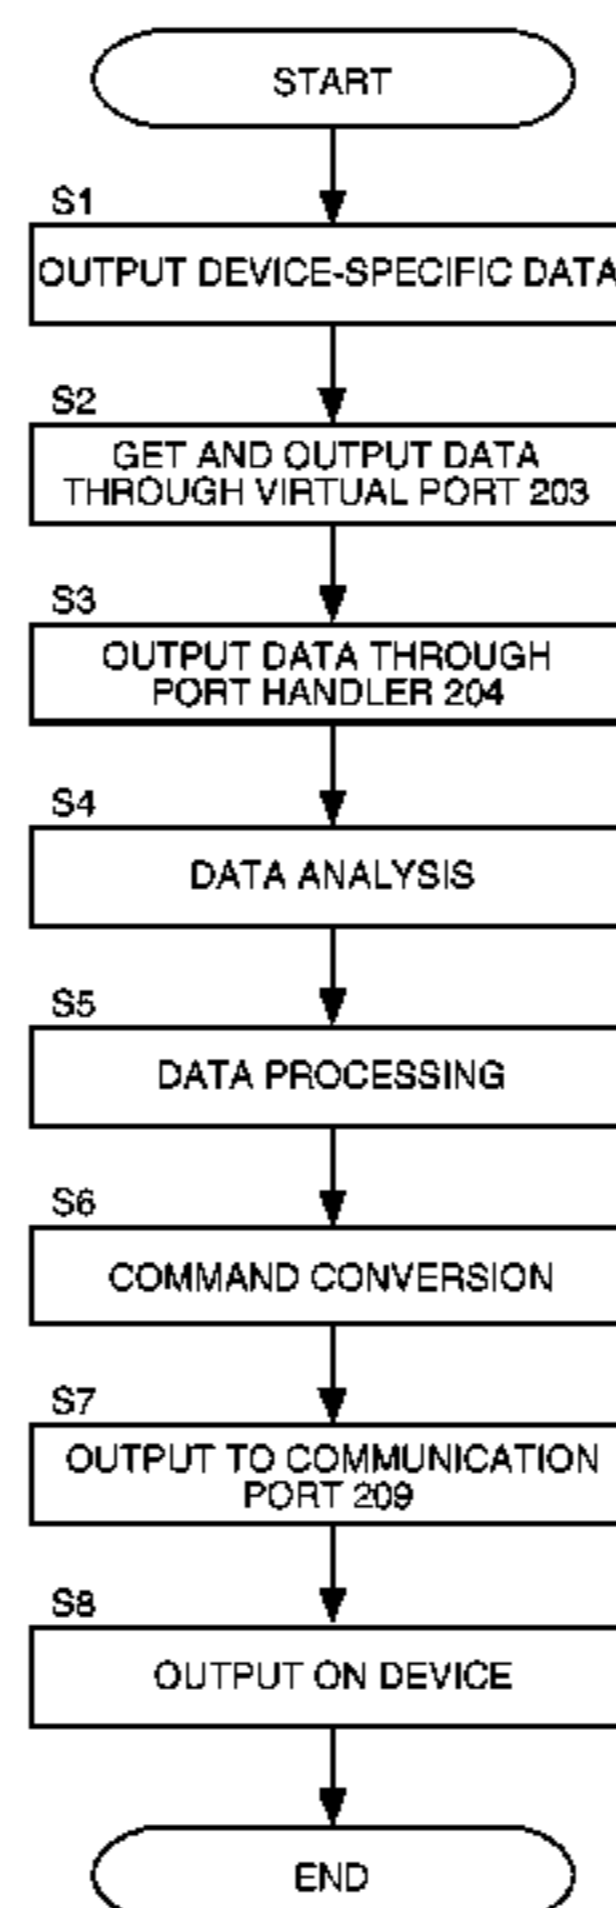 START
S1
OUTPUT DEVICE-SPECIFIC DATA
S2
GET AND OUTPUT DATA
THROUGH VIRTUAL PORT 203
S3
OUTPUT DATA THROUGH
PORT HANDLER 204
S4
DATA ANALYSIS
S5
DATA PROCESSING
S6
COMMAND CONVERSION
S7
OUTPUT TO COMMUNICATION
PORT 209
S8
OUTPUT ON DEVICE
END